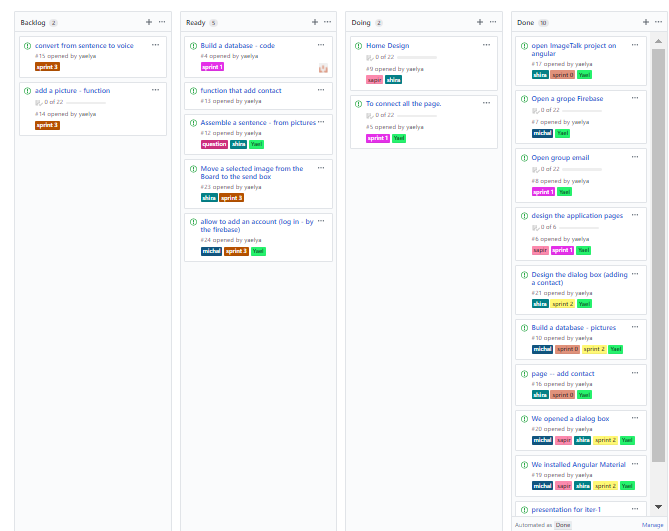 Backlog 2
convert from sentence to voice
#15 opened by yaelya
sprint 3
add a picture - function
0 of 22
#14 opened by yaelya
sprint 3
Ready 5
Build a database - code
#4 opened by yaelya
sprint 1
function that add contact
#13 opened by yaelya
Assemble a sentence - from pictures
#12 opened by yaelya
question shira Yael
Move a selected image from the
Board to the send box
#23 opened by yaelya
shira sprint 3
allow to add an account (log in - by
the firebase)
#24 opened by yaelya
michal sprint 3 Yael
Doing 2
Home Design
0 of 22
#9 opened by yaelya
sapir shira
To connect all the page.
0 of 22
#5 opened by yaelya
sprint 1 Yael
Done 10
open ImageTalk project on
angular
#17 opened by yaelya
shira sprint 0 Yael
Open a grope Firebase
0 of 22
#7 opened by yaelya
michal Yael
Open group email
0 of 22
#8 opened by yaelya
sprint 1 Yael
design the application pages
0 of 6
#6 opened by yaelya
sapir sprint 1 Yael
Design the dialog box (adding
a contact)
#21 opened by yaelya
shira sprint 2 Yael
Build a database - pictures
#10 opened by yaelya
michal sprint 0 sprint 2 Yael
page -- add contact
#16 opened by yaelya
shira sprint 0 Yael
We opened a dialog box
#20 opened by yaelya
michal sapir shira sprint 2 Yael
We installed Angular Material
#19 opened by yaelya
michal sapir shira sprint 2 Yael
presentation for iter-1
Automated as Done Manage